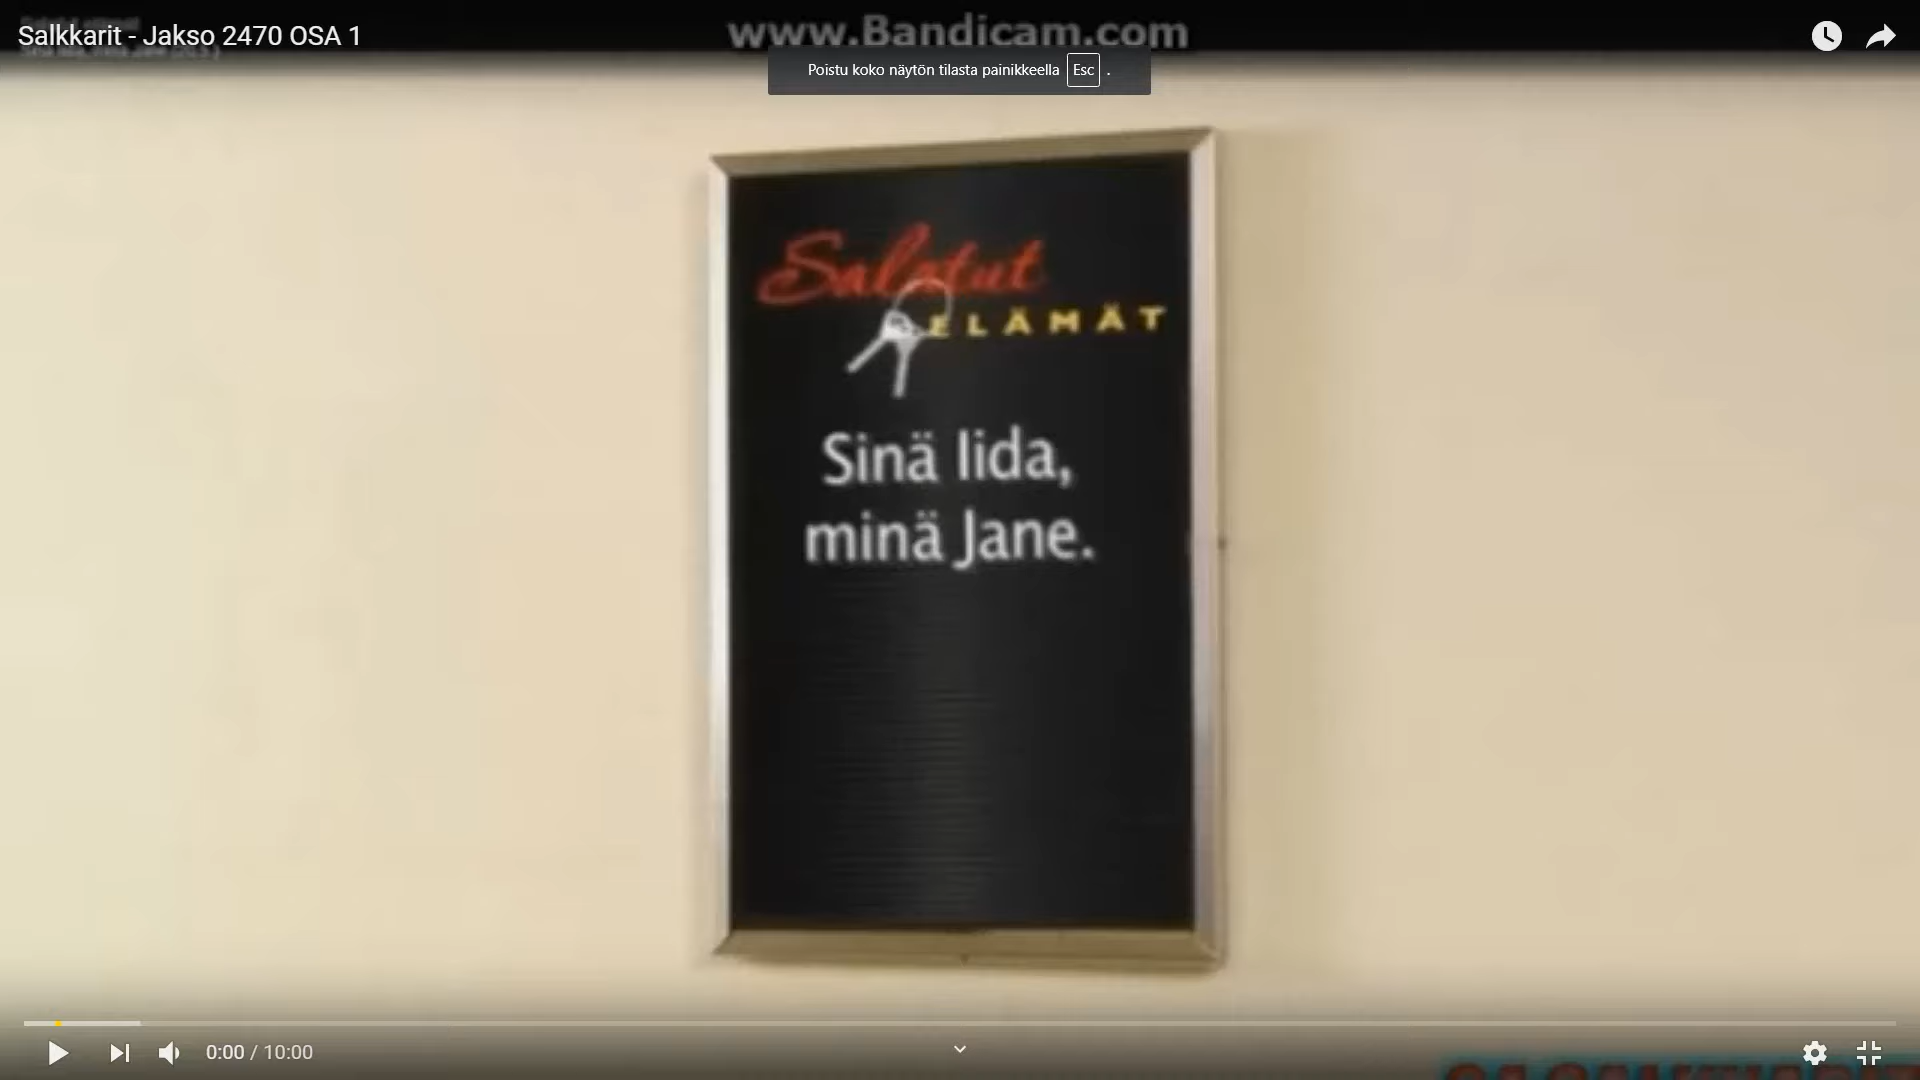 www.Bandicam.com
Salkkarit - Jakso 2470 OSA 1
Poistu koko näytön tilasta painikkeella Esc .
Salatut
ELÄMÄT
Sinä Iida,
minä Jane.
0:00 / 10:00